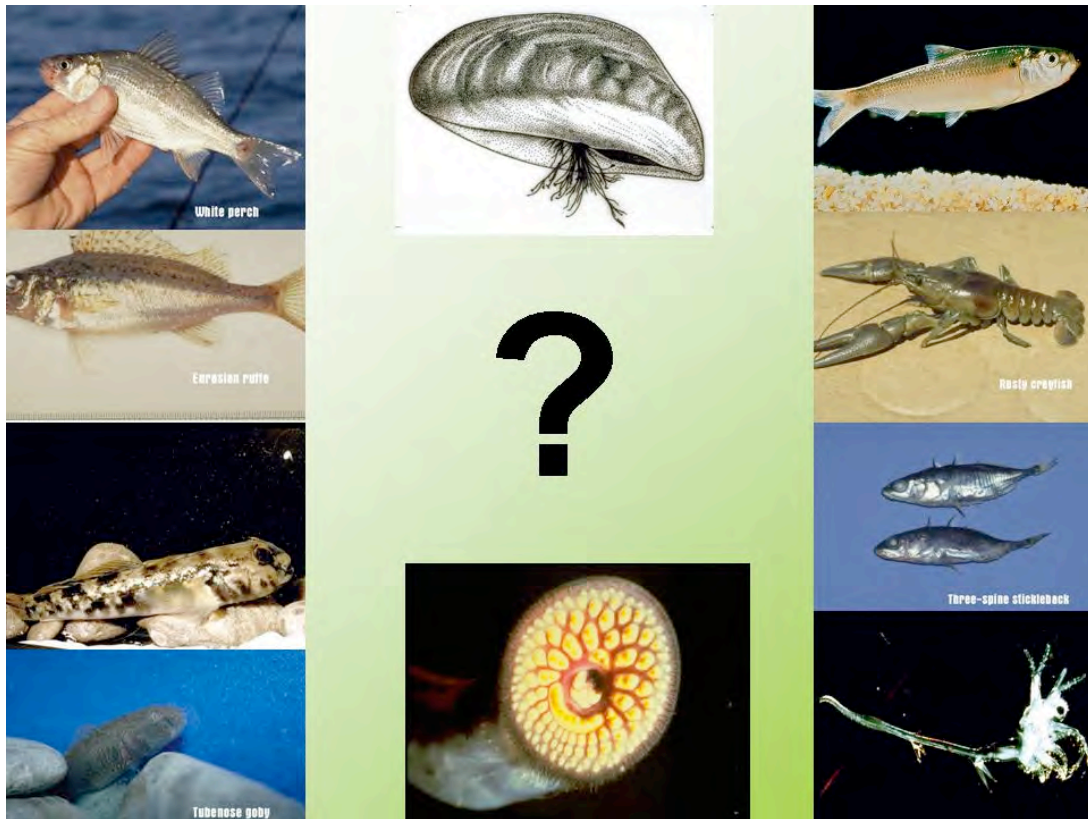 White perch
Eurasian ruffe
?
Rusty crayfish
Three-spine stickleback
Tubenose goby